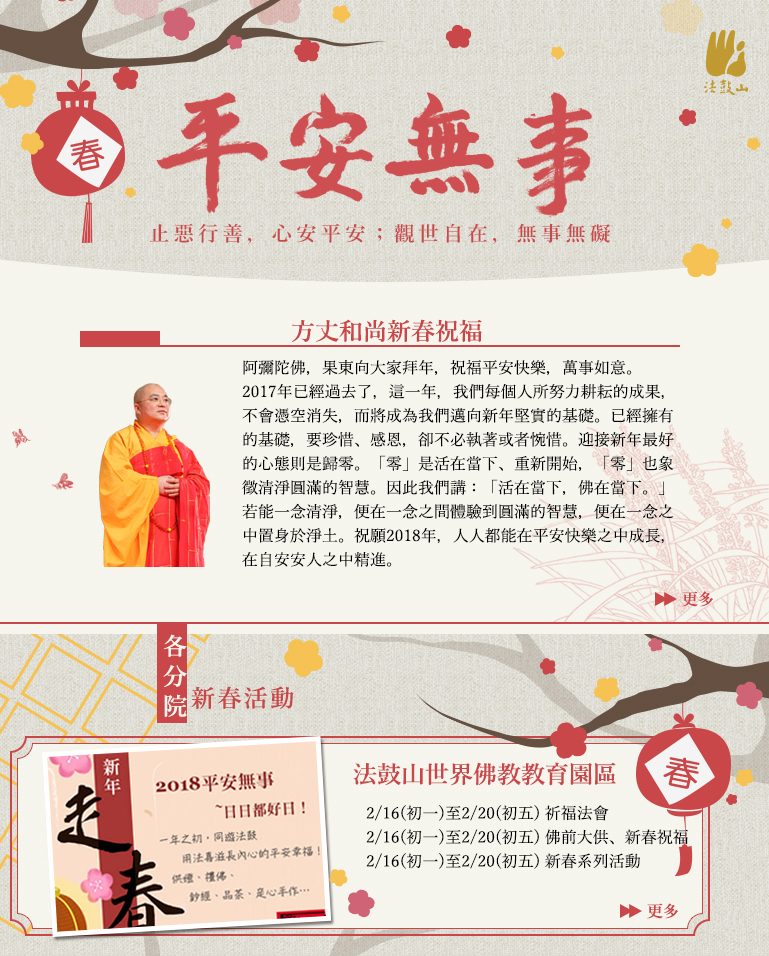 法鼓山
春
平安無事
止惡行善，心安平安；觀世自在，無事無礙
方丈和尚新春祝福
阿彌陀佛，果東向大家拜年，祝福平安快樂，萬事如意。
2017年已經過去了，這一年，我們每個人所努力耕耘的成果，
不會憑空消失，而將成為我們邁向新年堅實的基礎。已經擁有
的基礎，要珍惜、感恩，卻不必執著或者惋惜。迎接新年最好
的心態則是歸零。「零」是活在當下、重新開始，「零」也象
徵清淨圓滿的智慧。因此我們講：「活在當下，佛在當下。」
若能一念清淨，便在一念之間體驗到圓滿的智慧，便在一念之
中置身於淨土。祝願2018年，人人都能在平安快樂之中成長，
在自安安人之中精進。
更多
各分院
新春活動
新年
走春
2018平安無事
~日日都好日！
一年之初，同遊法鼓
用法喜滋長內心的平安幸福！
供燈、禮佛、
鈔經、品茶、是心手作…
法鼓山世界佛教教育園區
春
2/16(初一)至2/20(初五) 祈福法會
2/16(初一)至2/20(初五) 佛前大供、新春祝福
2/16(初一)至2/20(初五) 新春系列活動
更多